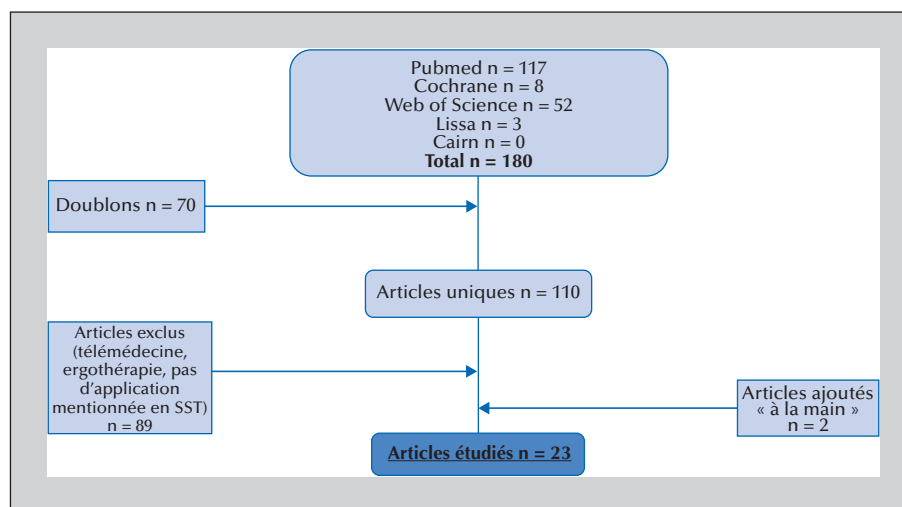 Pubmed n = 117
Cochrane n = 8
Web of Science n = 52
Lissa n = 3
Cairn n = 0
Total n = 180
Doublons n = 70
Articles uniques n = 110
Articles exclus
(télémédecine,
ergothérapie, pas
d'application
mentionnée en SST)
n = 89
Articles ajoutés
« à la main »
n = 2
Articles étudiés n = 23